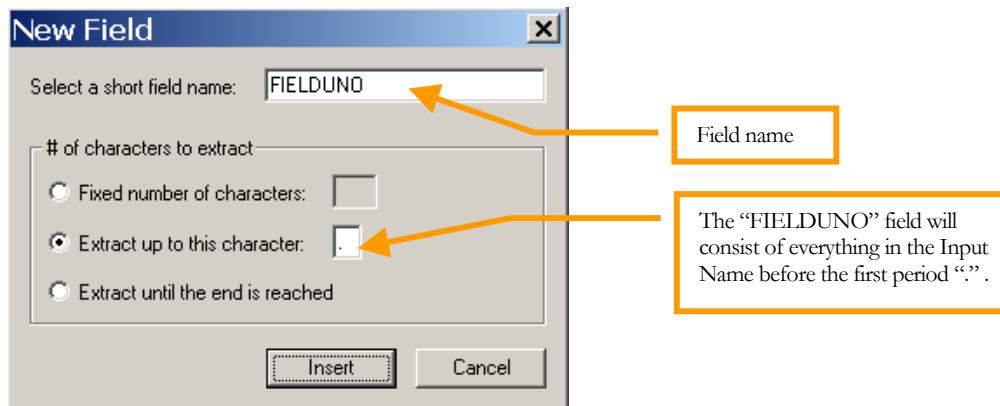 New Field
Select a short field name: FIELDUNO
Field name
# of characters to extract
Fixed number of characters:
Extract up to this character: .
The “FIELDUNO” field will
consist of everything in the Input
Name before the first period “.” .
Extract until the end is reached
Insert Cancel